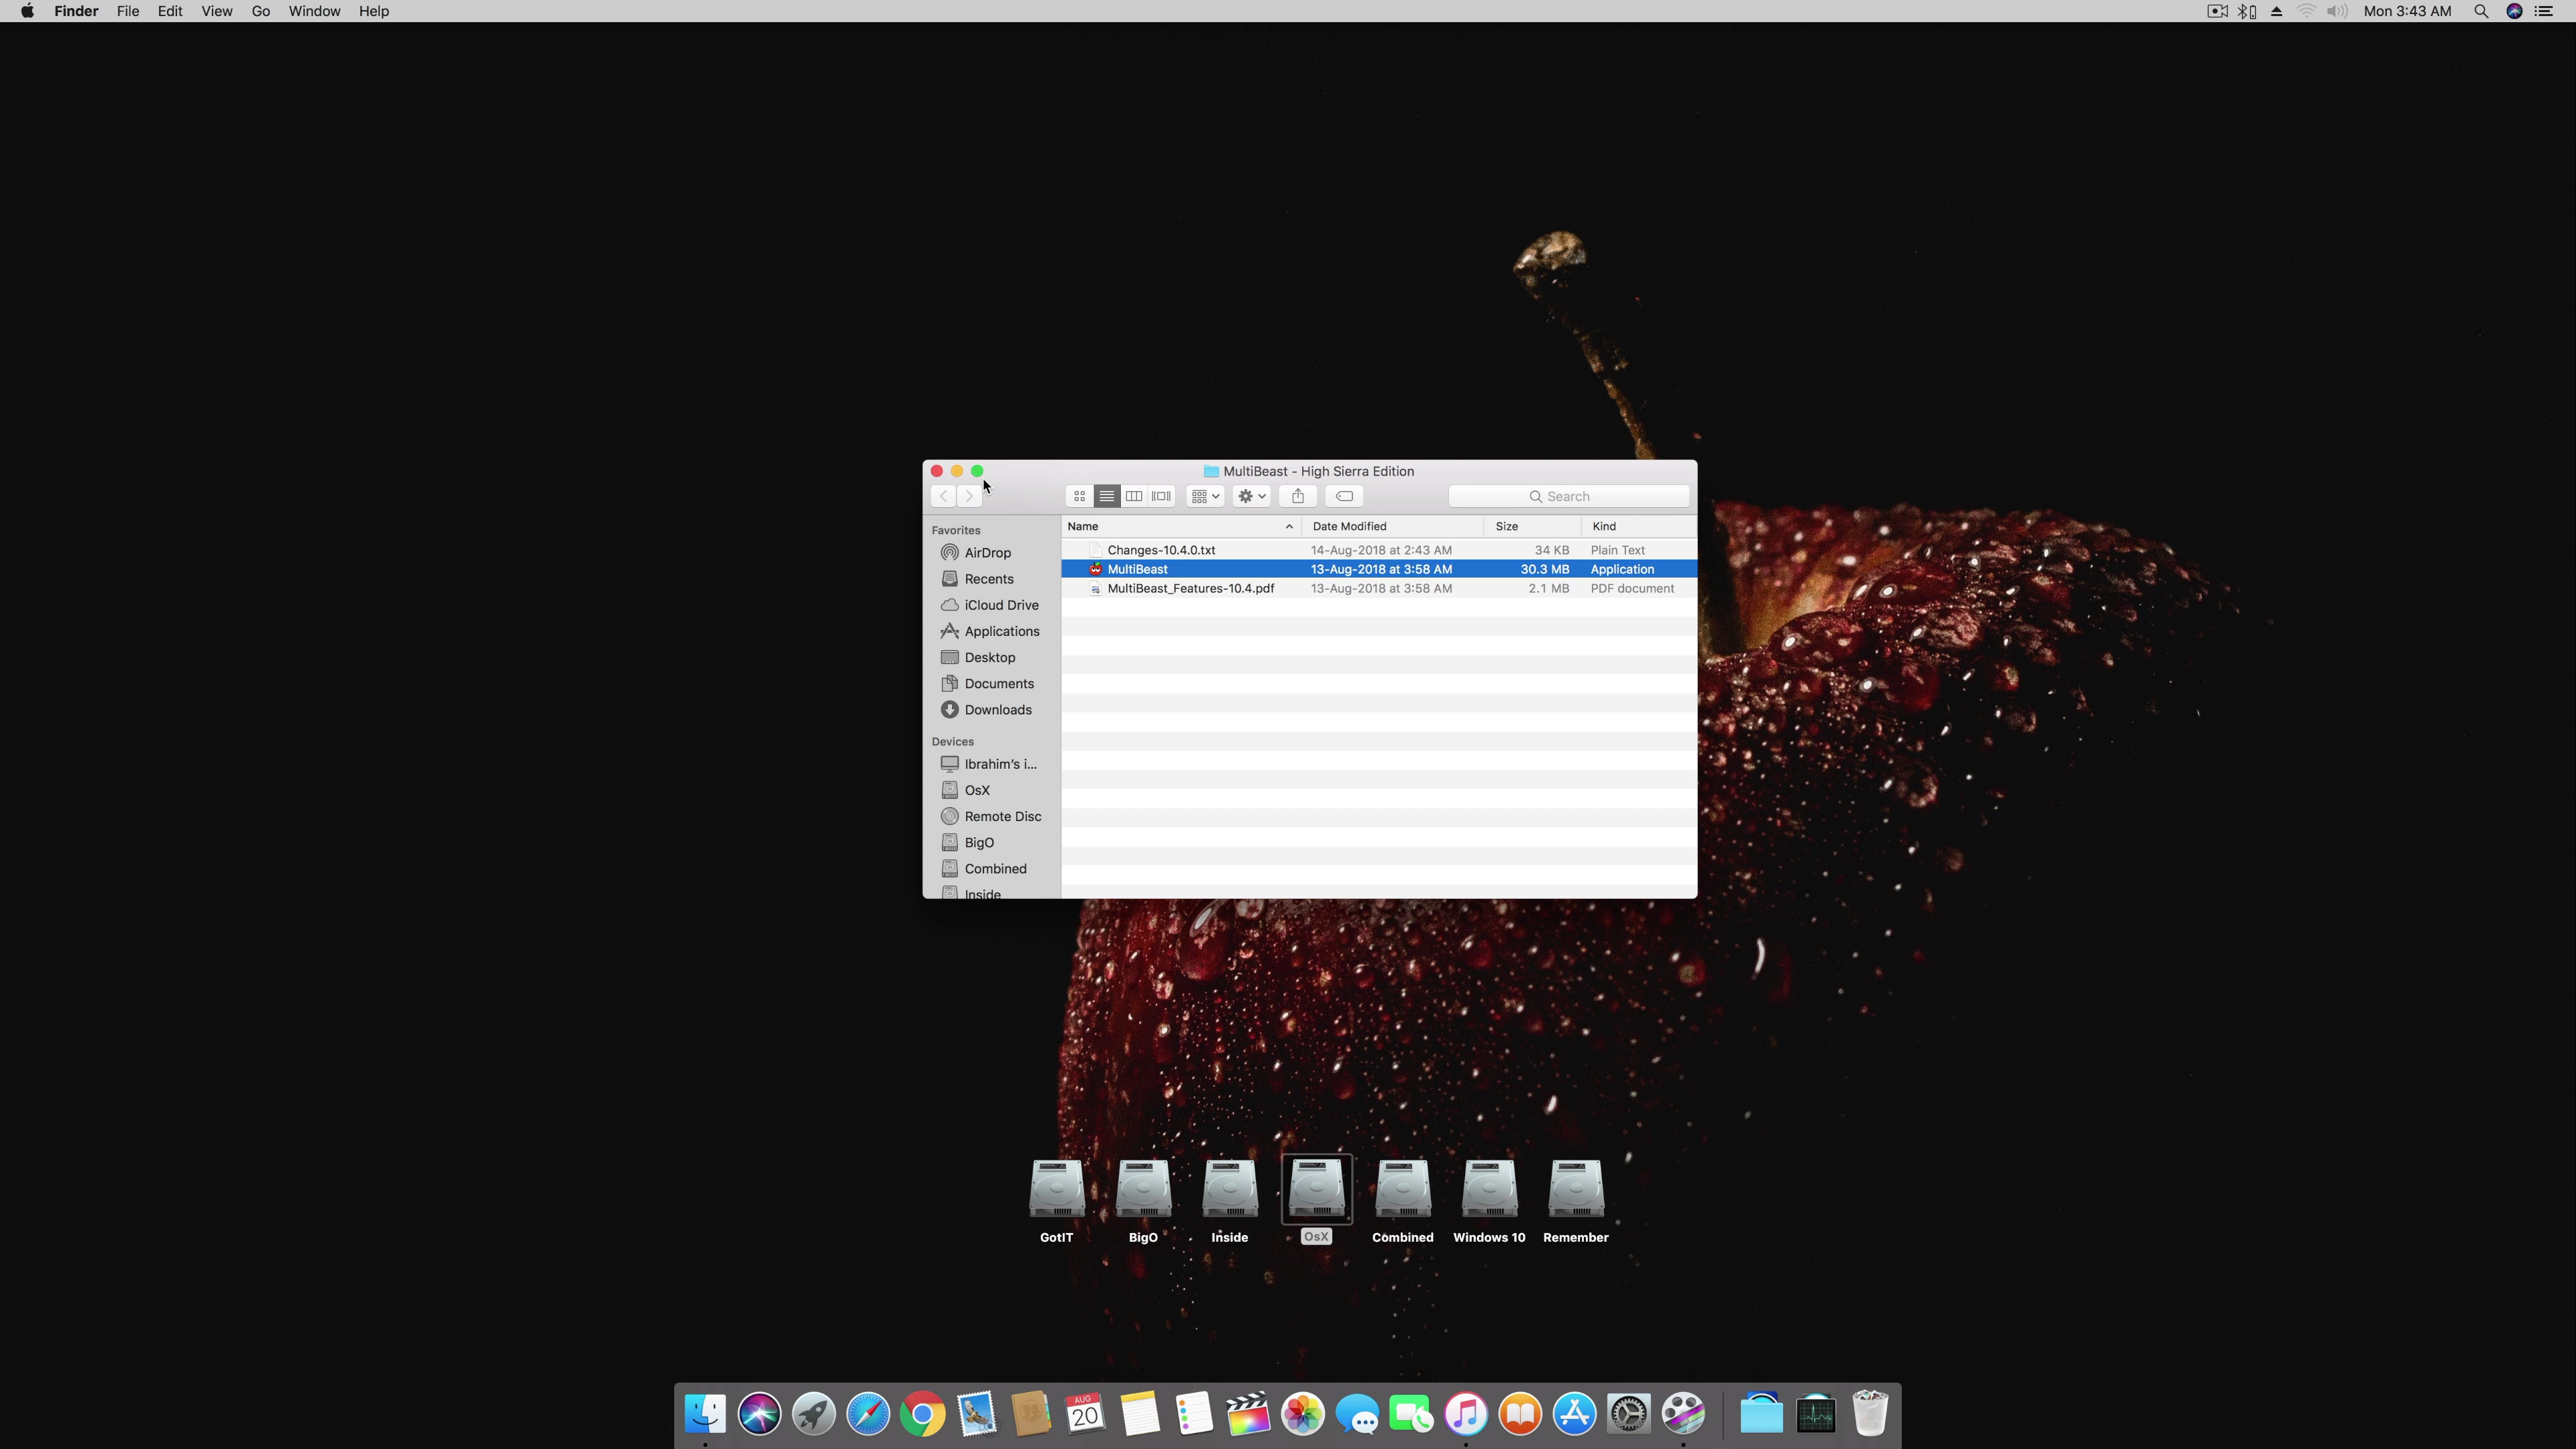 Finder File Edit View Go Window Help Mon 3:43 AM
MultiBeast - High Sierra Edition
Search
Favorites
AirDrop
Recents
iCloud Drive
Applications
Desktop
Documents
Downloads
Devices
Ibrahim's i...
OsX
Remote Disc
BigO
Combined
Inside
Name Date Modified Size Kind
Changes-10.4.0.txt 14-Aug-2018 at 2:43 AM 34 KB Plain Text
MultiBeast 13-Aug-2018 at 3:58 AM 30.3 MB Application
MultiBeast_Features-10.4.pdf 13-Aug-2018 at 3:58 AM 2.1 MB PDF document
GotIT BigO Inside OsX Combined Windows 10 Remember
AUG
20